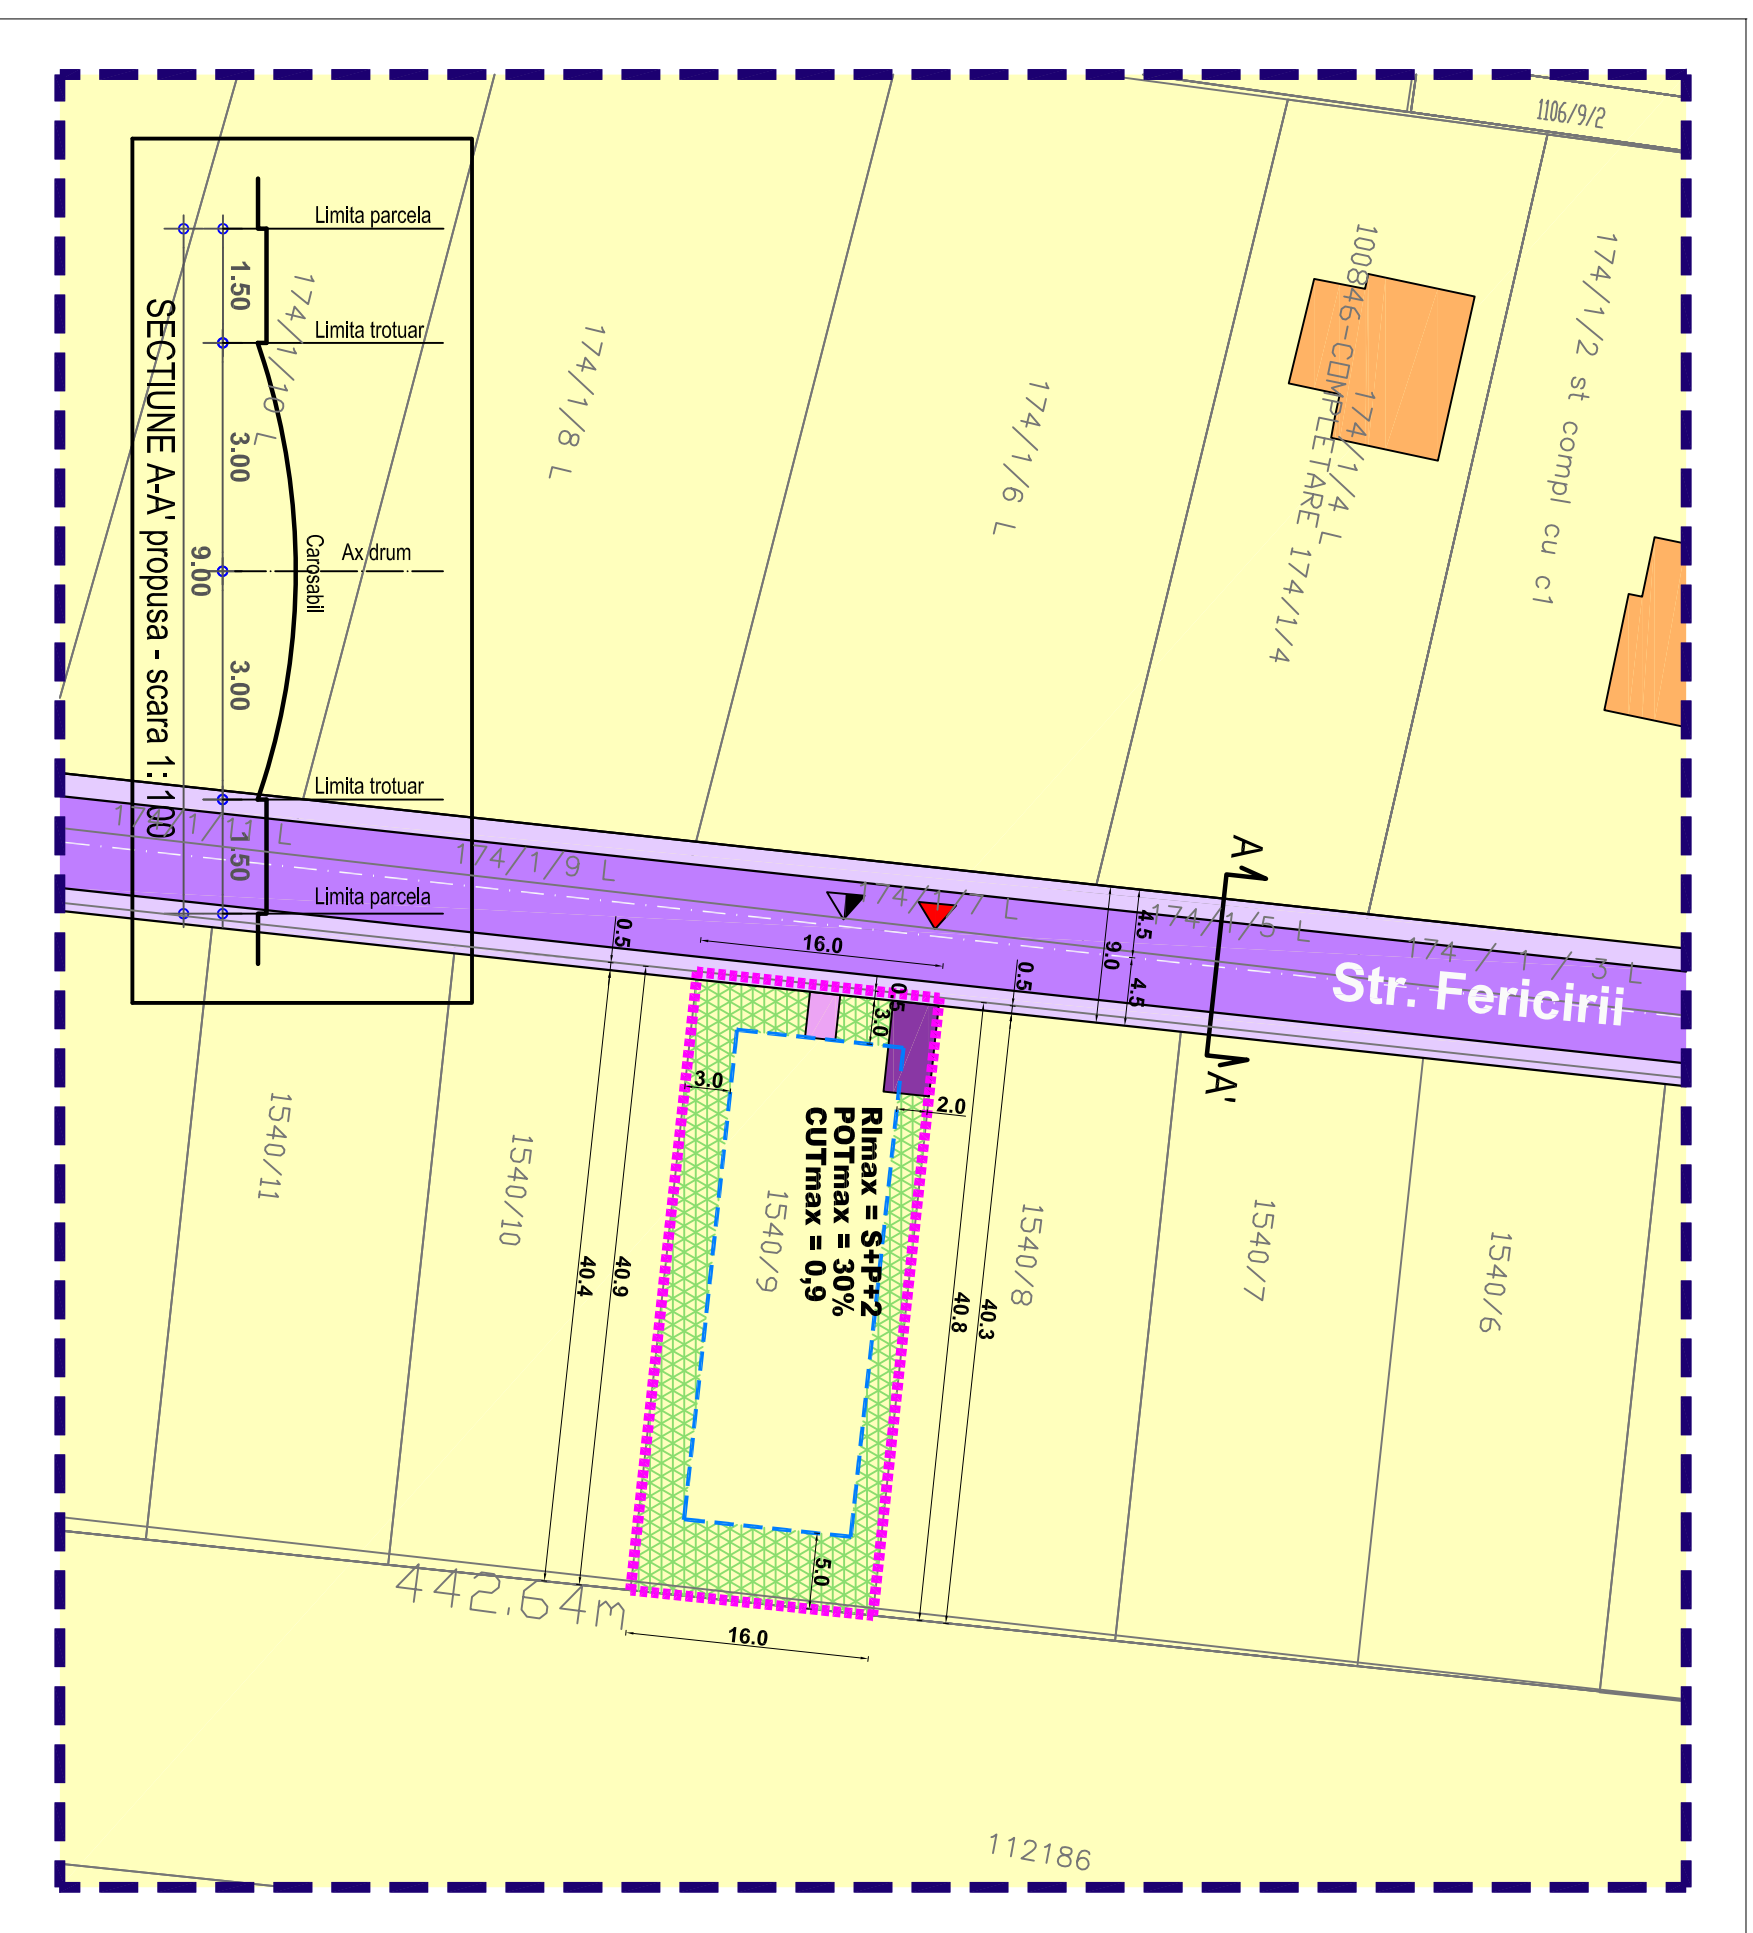 1106/9/2
Limita parcela
1.50
174/1/10 L
Limita trotuar
3.00
Ax drum
Carosabil
9.00
3.00
SECTIUNE A-A' propusa - scara 1:100
Limita trotuar
1.50
Limita parcela
174/1/8 L
174/1/6 L
100846-COMPLETARE 174/1/4
174/1/4 L
174/1/2 st compl cu c1
174/1/11 L
174/1/9 L
174/1/7 L
174/1/5 L
174/1/3 L
A
A'
Str. Fericirii
0.5
16.0
0.5
9.0
4.5
4.5
0.5
3.0
3.0
2.0
RImax = S+P+2
POTmax = 30%
CUTmax = 0,9
1540/11
1540/10
1540/9
1540/8
1540/7
1540/6
40.4
40.9
40.8
40.3
5.0
442.64m
16.0
112186